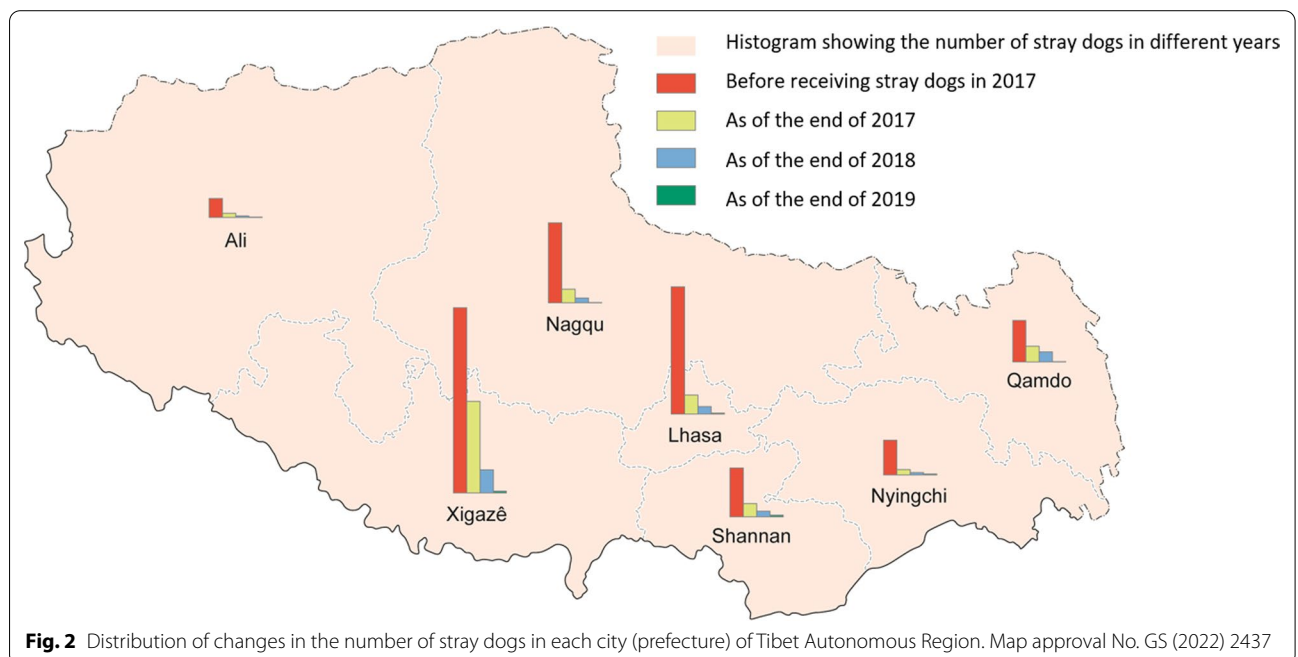 Histogram showing the number of stray dogs in different years
Before receiving stray dogs in 2017
As of the end of 2017
As of the end of 2018
As of the end of 2019
Ali
Nagqu
Qamdo
Lhasa
Nyingchi
Xigazê
Shannan
Fig. 2 Distribution of changes in the number of stray dogs in each city (prefecture) of Tibet Autonomous Region. Map approval No. GS (2022) 2437